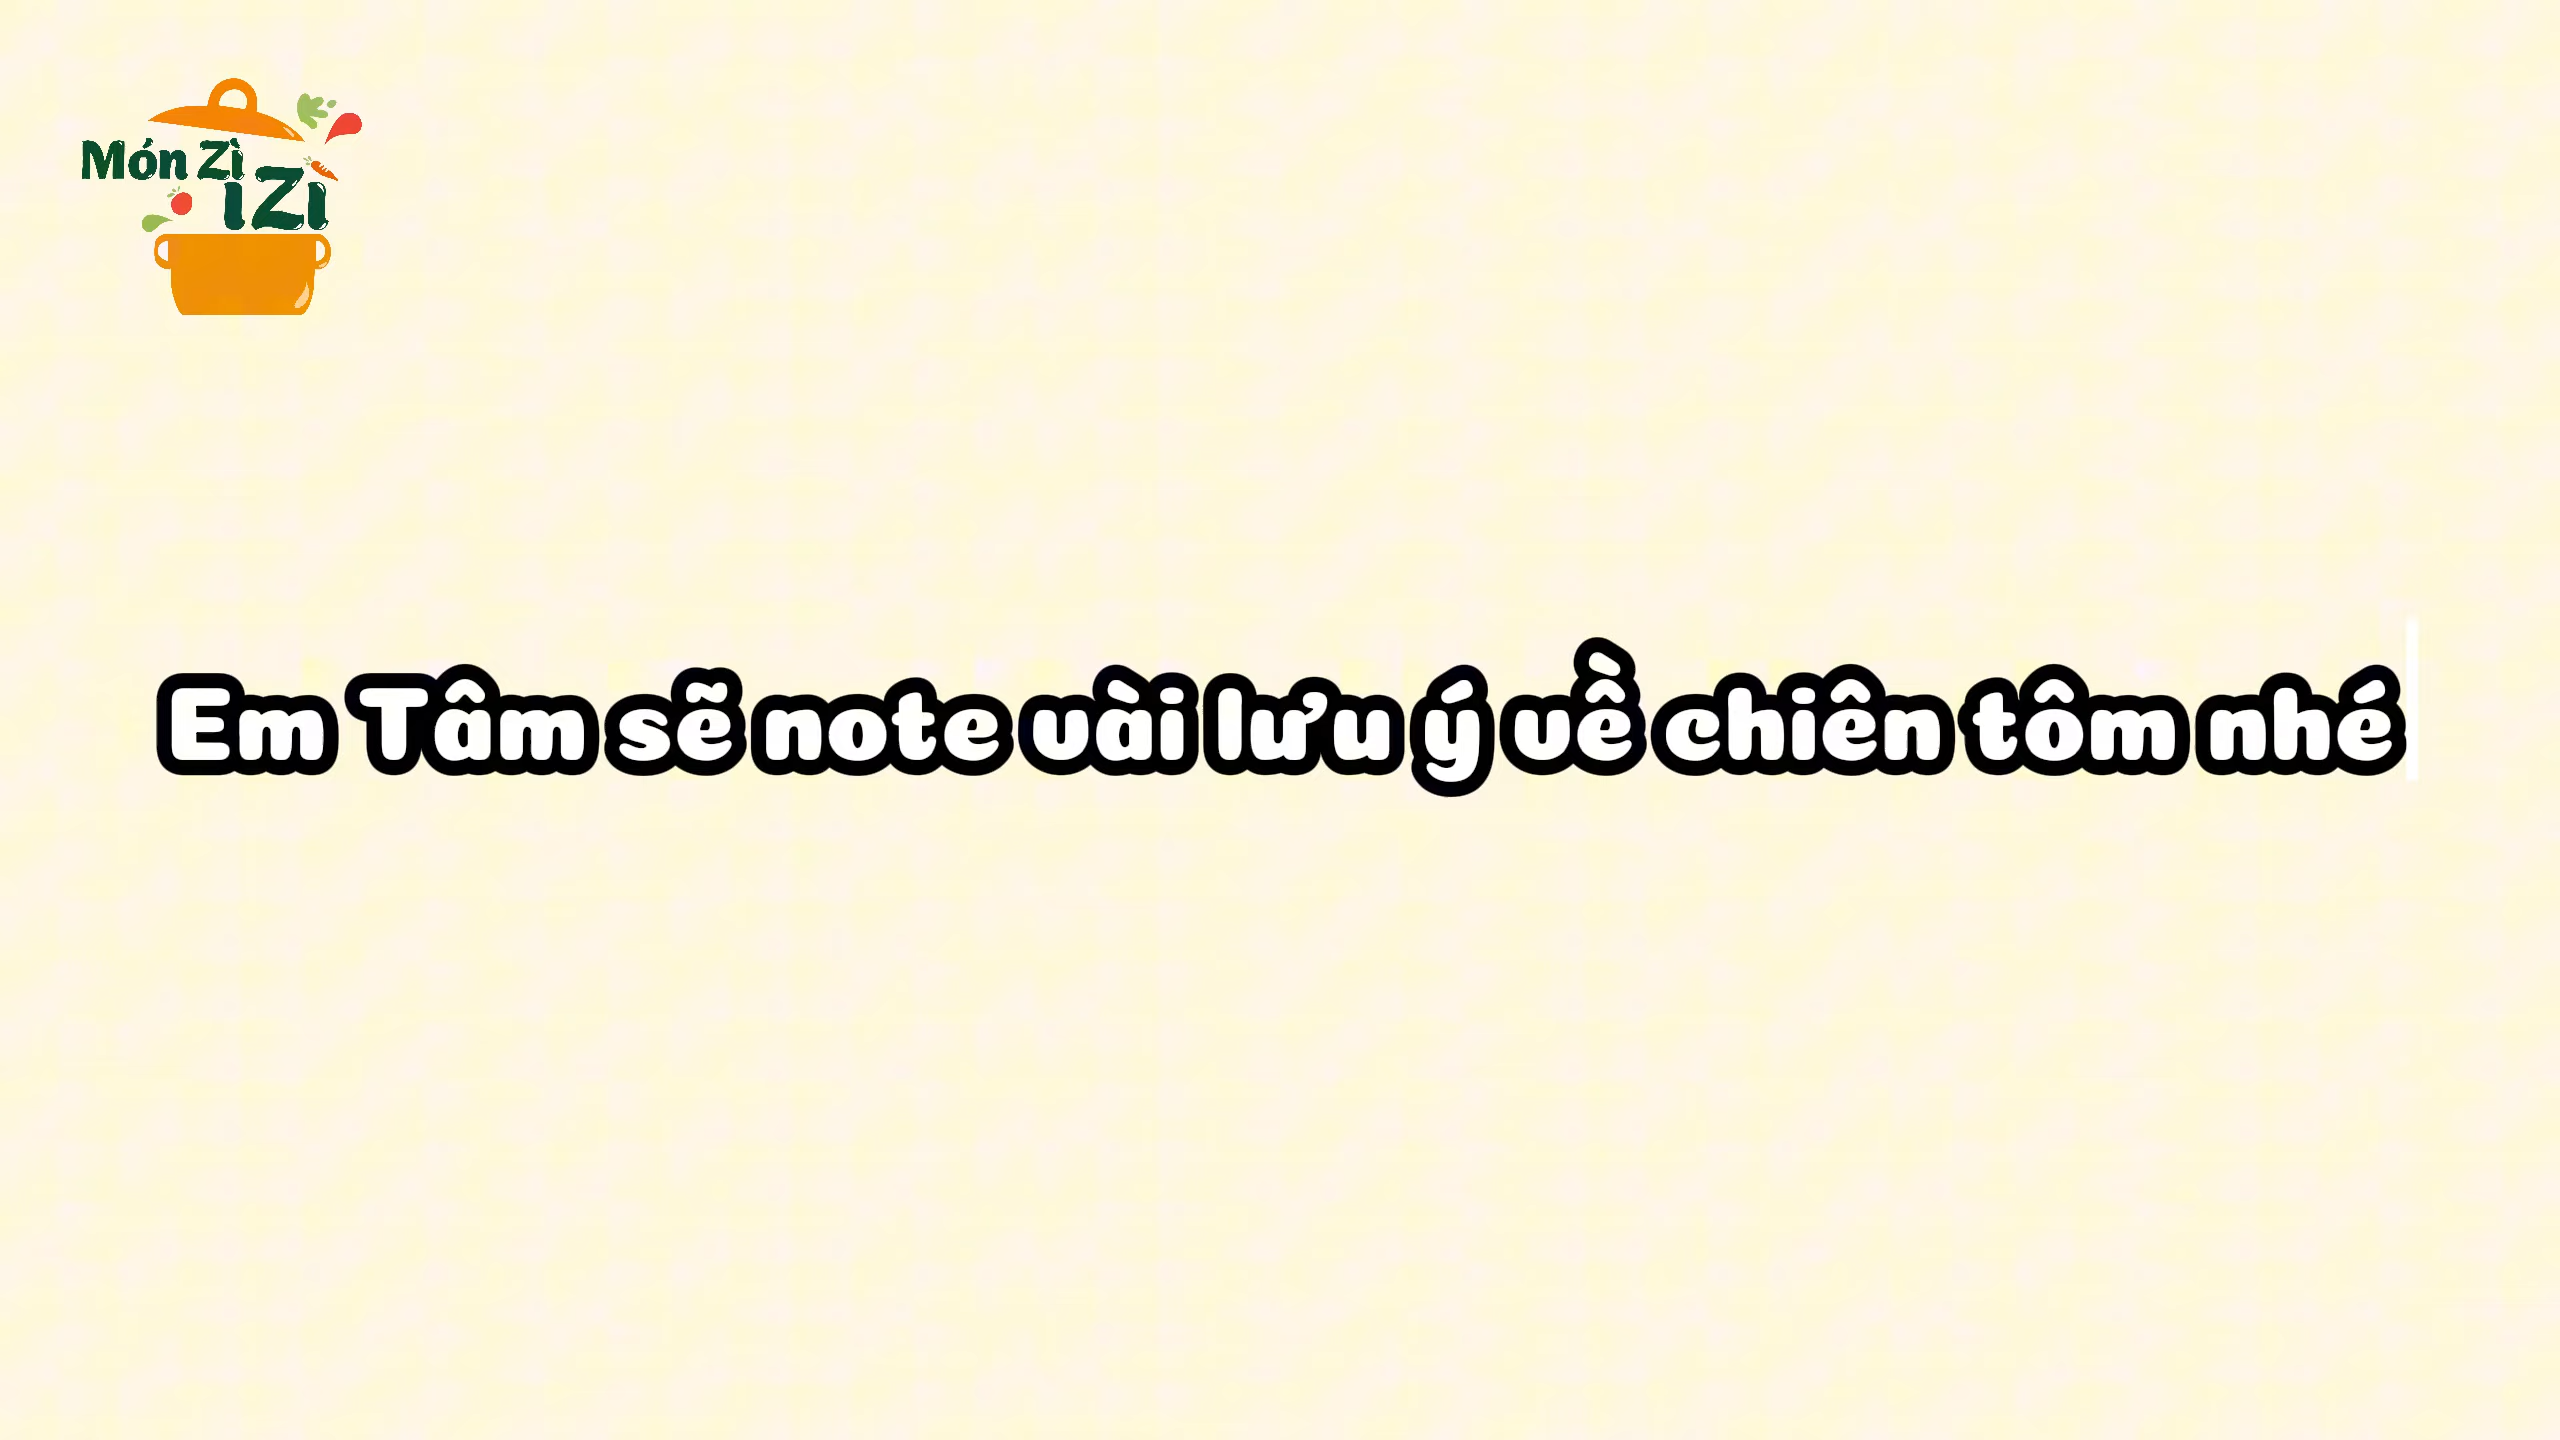 Món Zì
iZi
Em Tâm sẽ note vài lưu ý về chiên tôm nhé